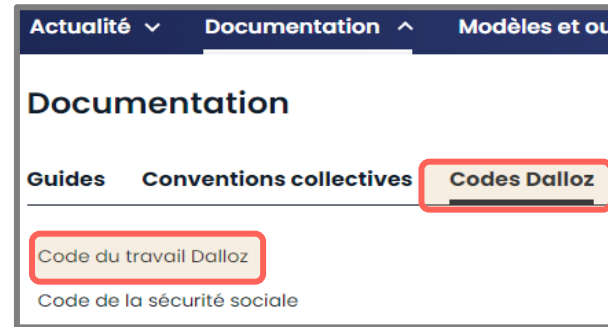 Actualité Documentation Modèles et
Documentation
Guides Conventions collectives Codes Dalloz
Code du travail Dalloz
Code de la sécurité sociale